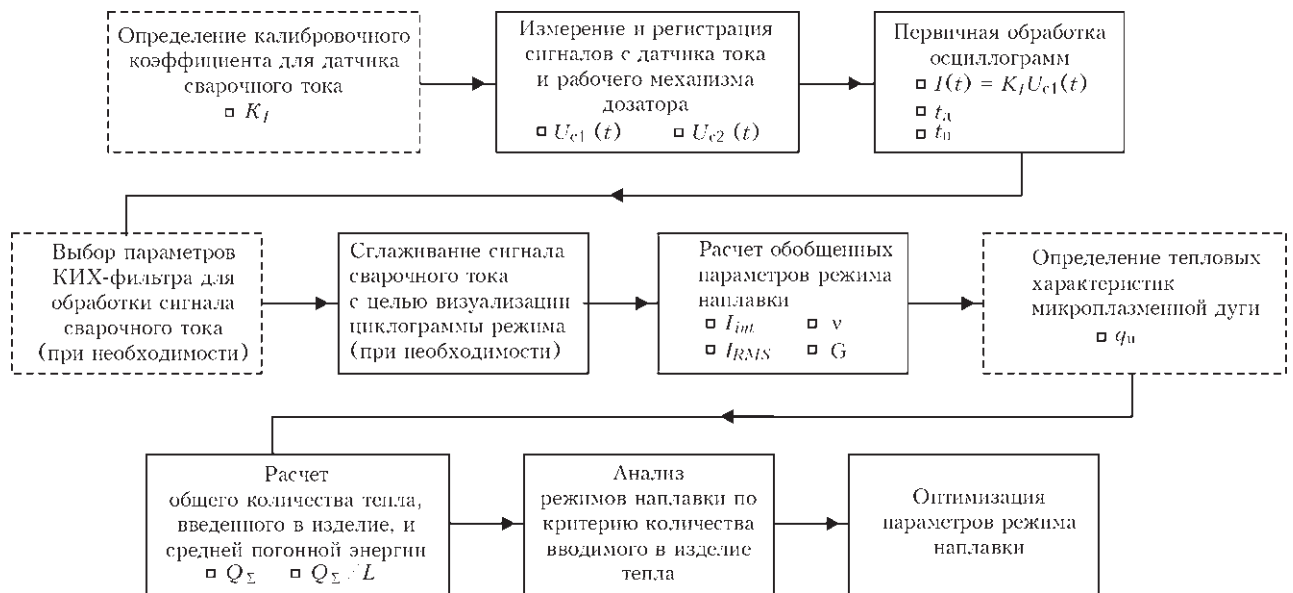 Определение калибровочного
коэффициента для датчика
сварочного тока
▫ K_I
Измерение и регистрация
сигналов с датчика тока
и рабочего механизма
дозатора
▫ U_c1 (t) ▫ U_c2 (t)
Первичная обработка
осциллограмм
▫ I(t) = K_I U_c1(t)
▫ t_д
▫ t_п
Выбор параметров
КИХ-фильтра для
обработки сигнала
сварочного тока
(при необходимости)
Сглаживание сигнала
сварочного тока
с целью визуализации
циклограммы режима
(при необходимости)
Расчет обобщенных
параметров режима
наплавки
▫ I_int ▫ v
▫ I_RMS ▫ G
Определение тепловых
характеристик
микроплазменной дуги
▫ q_и
Расчет
общего количества тепла,
введенного в изделие, и
средней погонной энергии
▫ Q_Σ ▫ Q_Σ/L
Анализ
режимов наплавки по
критерию количества
вводимого в изделие
тепла
Оптимизация
параметров режима
наплавки